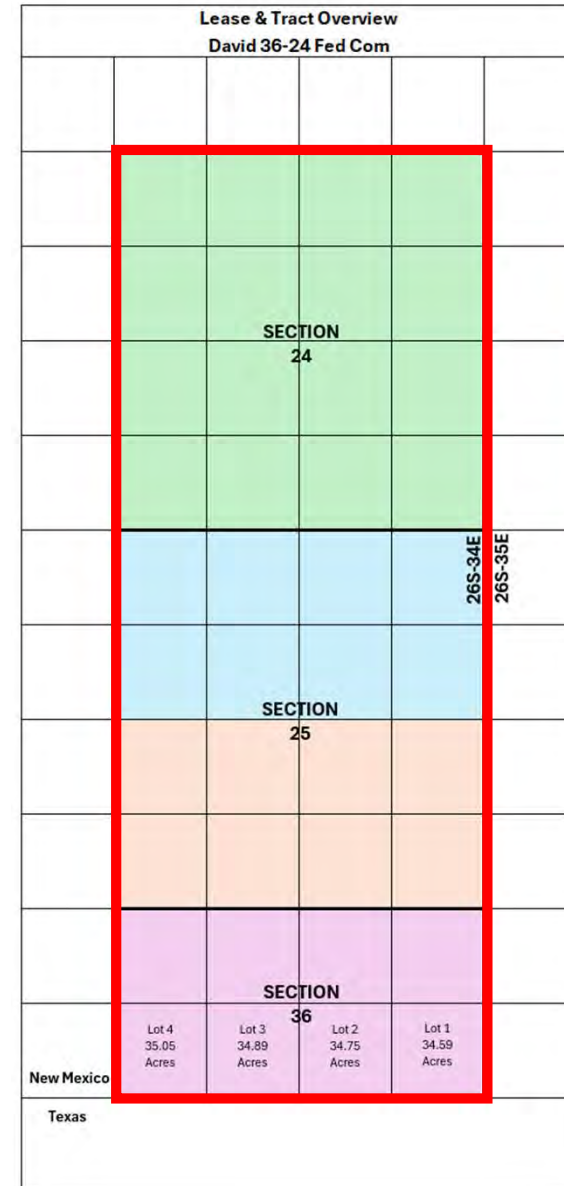 Lease & Tract Overview
David 36-24 Fed Com
SECTION
24
26S-34E
26S-35E
SECTION
25
SECTION
36
Lot 4
35.05
Acres
Lot 3
34.89
Acres
Lot 2
34.75
Acres
Lot 1
34.59
Acres
New Mexico
Texas